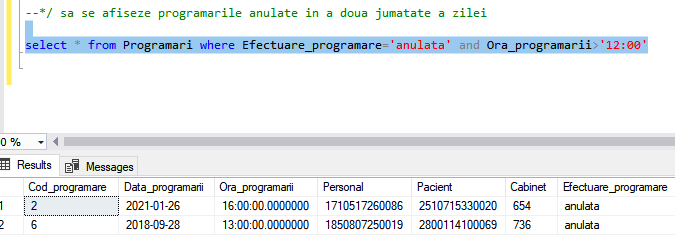 --*/ sa se afiseze programarile anulate in a doua jumatate a zilei
select * from Programari where Efectuare_programare='anulata' and Ora_programarii>'12:00'
0 %
Results Messages
Cod_programare Data_programarii Ora_programarii Personal Pacient Cabinet Efectuare_programare
1 2 2021-01-26 16:00:00.0000000 1710517260086 2510715330020 654 anulata
2 6 2018-09-28 13:00:00.0000000 1850807250019 2800114100069 736 anulata